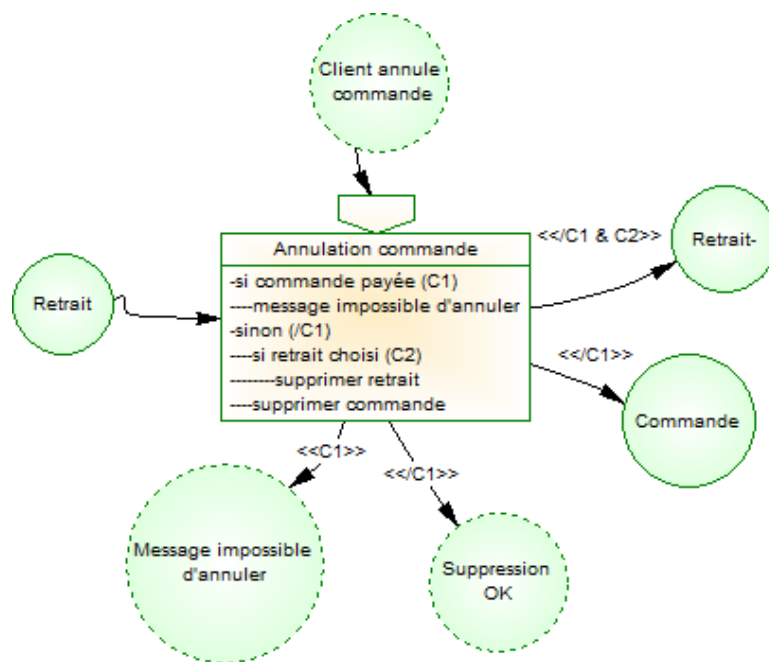 Client annule
commande
<</C1 & C2>>
Retrait-
Annulation commande
-si commande payée (C1)
----message impossible d'annuler
-sinon (/C1)
----si retrait choisi (C2)
--------supprimer retrait
----supprimer commande
Retrait
<</C1>>
Commande
<<C1>>
<</C1>>
Message impossible
d'annuler
Suppression
OK